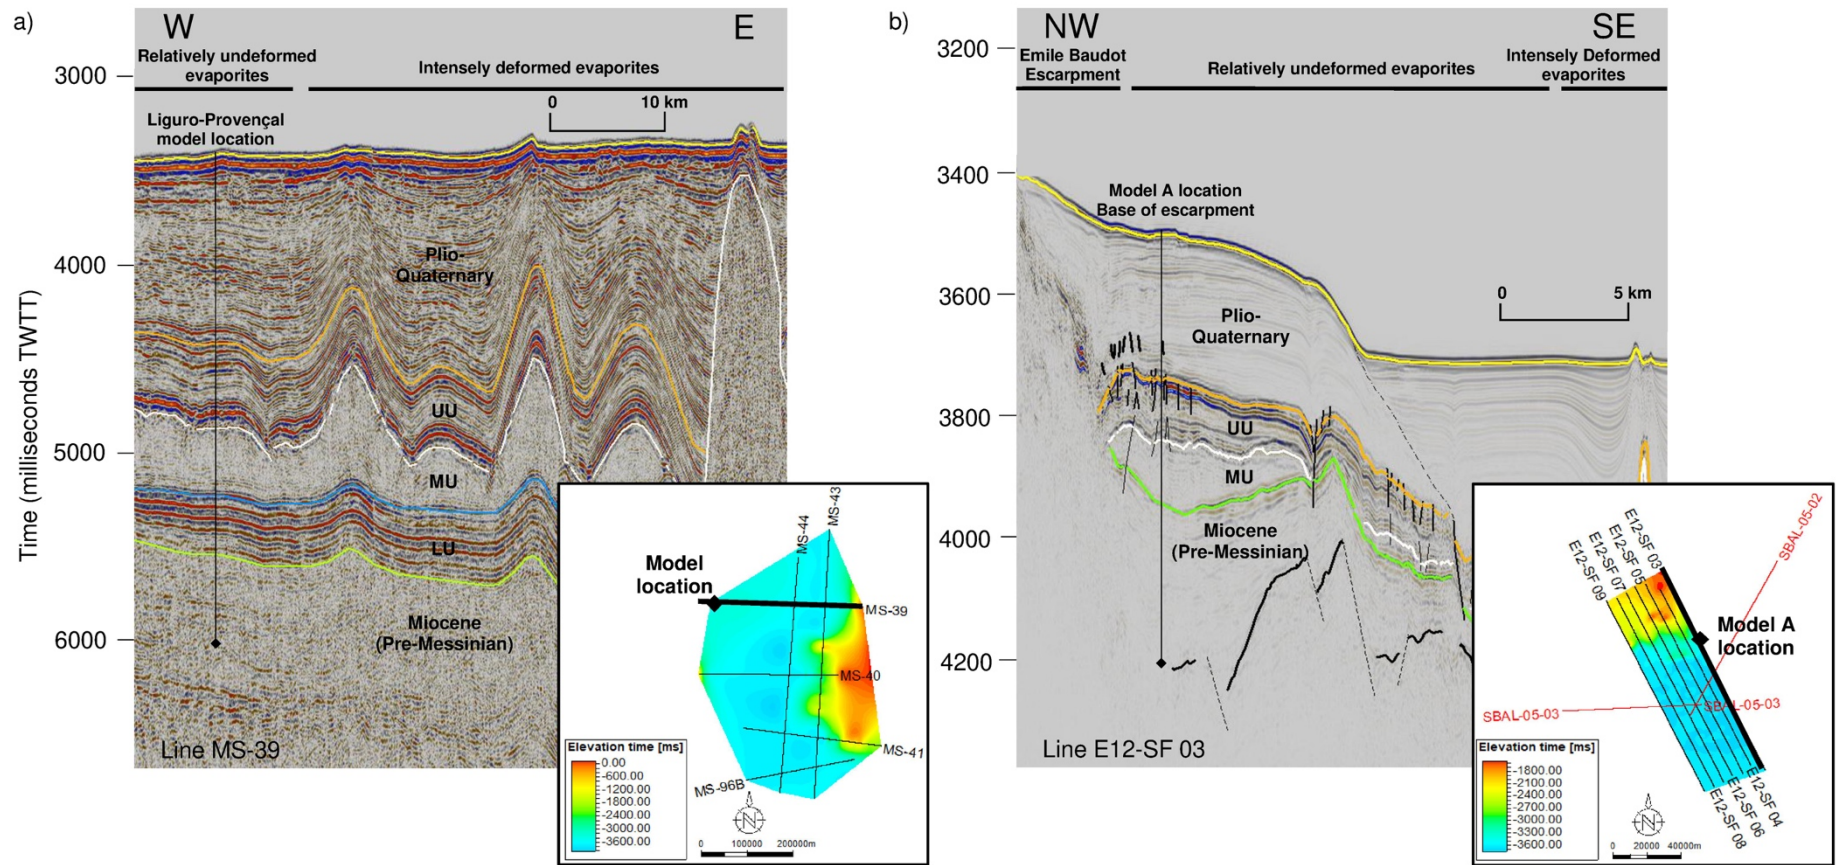 a)
W
E
Relatively undeformed
evaporites
Intensely deformed evaporites
0 10 km
Liguro-Provençal
model location
3000
4000
5000
6000
Time (milliseconds TWTT)
Plio-
Quaternary
UU
MU
LU
Miocene
(Pre-Messinian)
Line MS-39
Model
location
MS-44
MS-43
MS-39
MS-40
MS-41
MS-96B
Elevation time [ms]
0.00
-600.00
-1200.00
-1800.00
-2400.00
-3000.00
-3600.00
N
0 100000 200000m
b)
NW
SE
Emile Baudot
Escarpment
Relatively undeformed evaporites
Intensely Deformed
evaporites
3200
3400
3600
3800
4000
4200
Model A location
Base of escarpment
0 5 km
Plio-
Quaternary
UU
MU
Miocene
(Pre-Messinian)
Line E12-SF 03
E12-SF 03
E12-SF 05
E12-SF 07
E12-SF 09
SBAL-05-02
Model A
location
SBAL-05-03
SBAL-05-03
E12-SF 04
E12-SF 06
E12-SF 08
Elevation time [ms]
-1800.00
-2100.00
-2400.00
-2700.00
-3000.00
-3300.00
-3600.00
N
0 20000 40000m